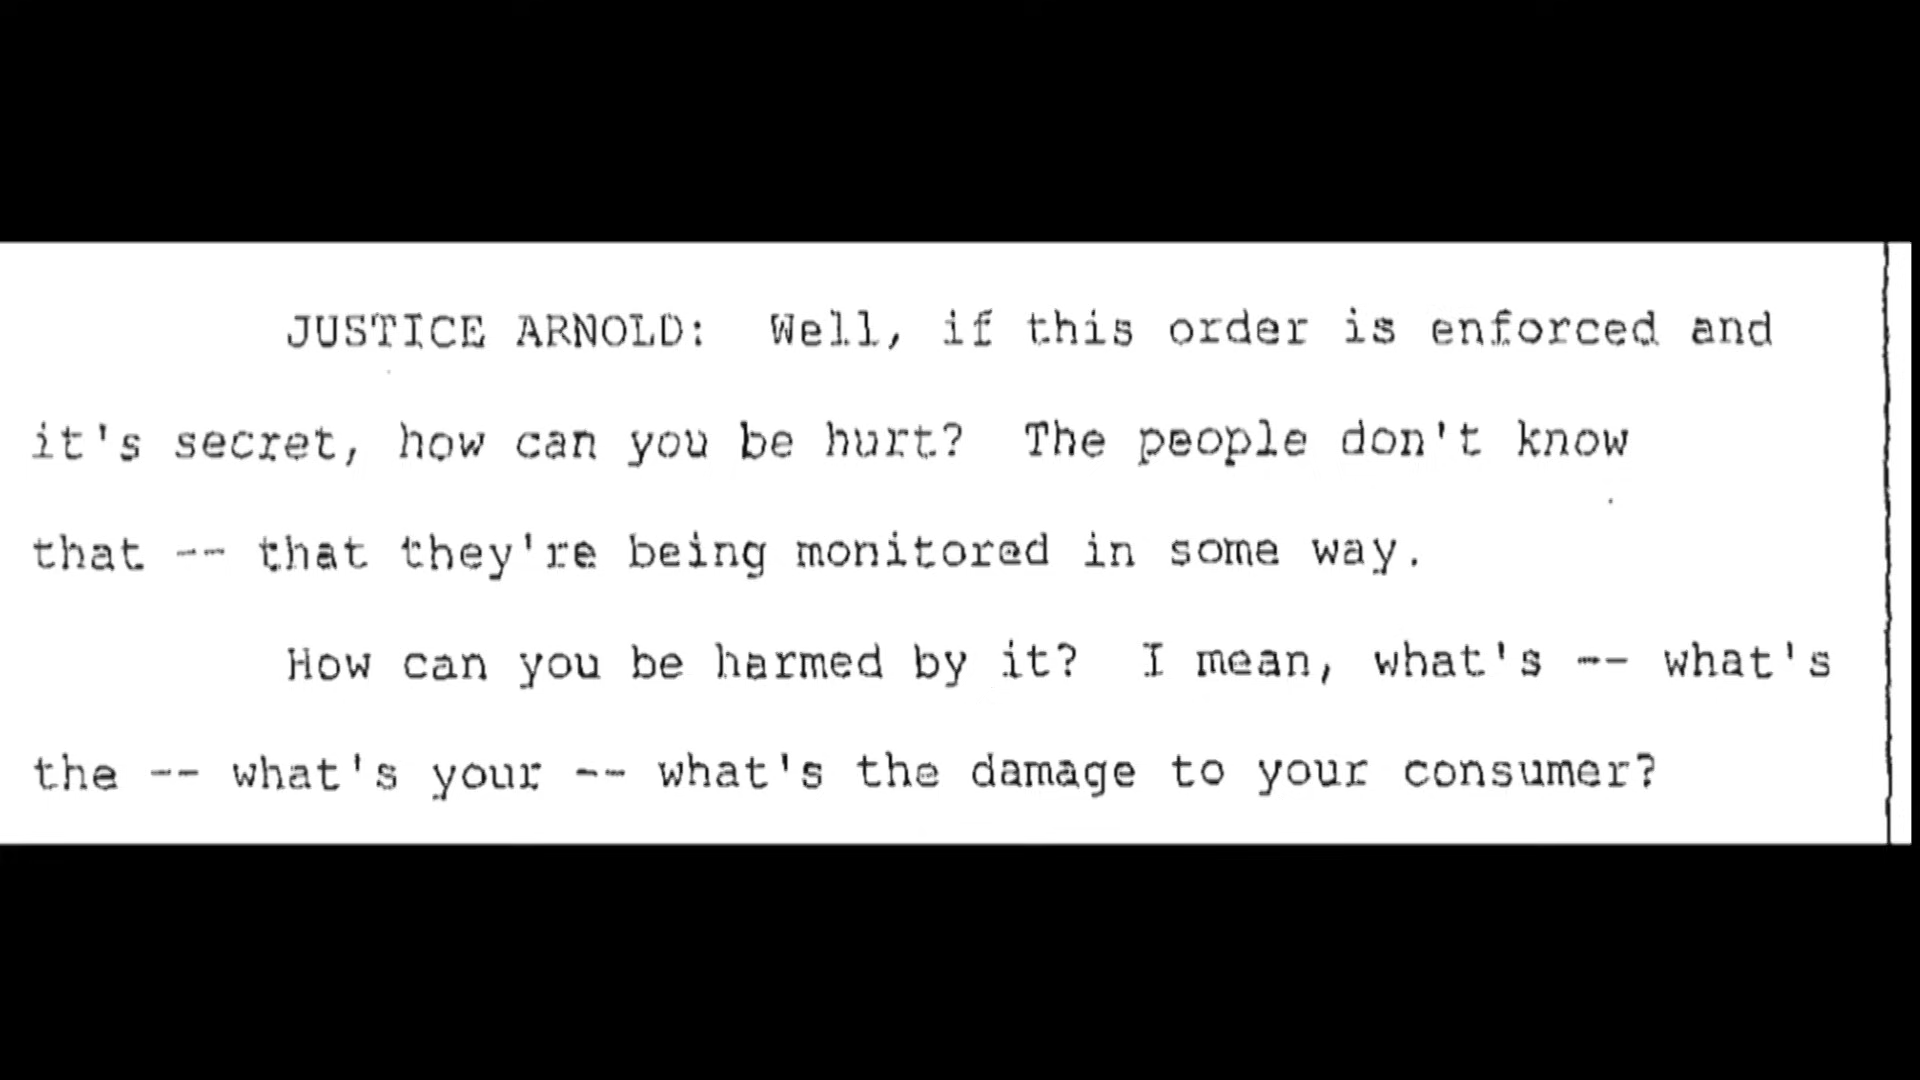 JUSTICE ARNOLD: Well, if this order is enforced and
it's secret, how can you be hurt? The people don't know
that -- that they're being monitored in some way.
How can you be harmed by it? I mean, what's -- what's
the -- what's your -- what's the damage to your consumer?